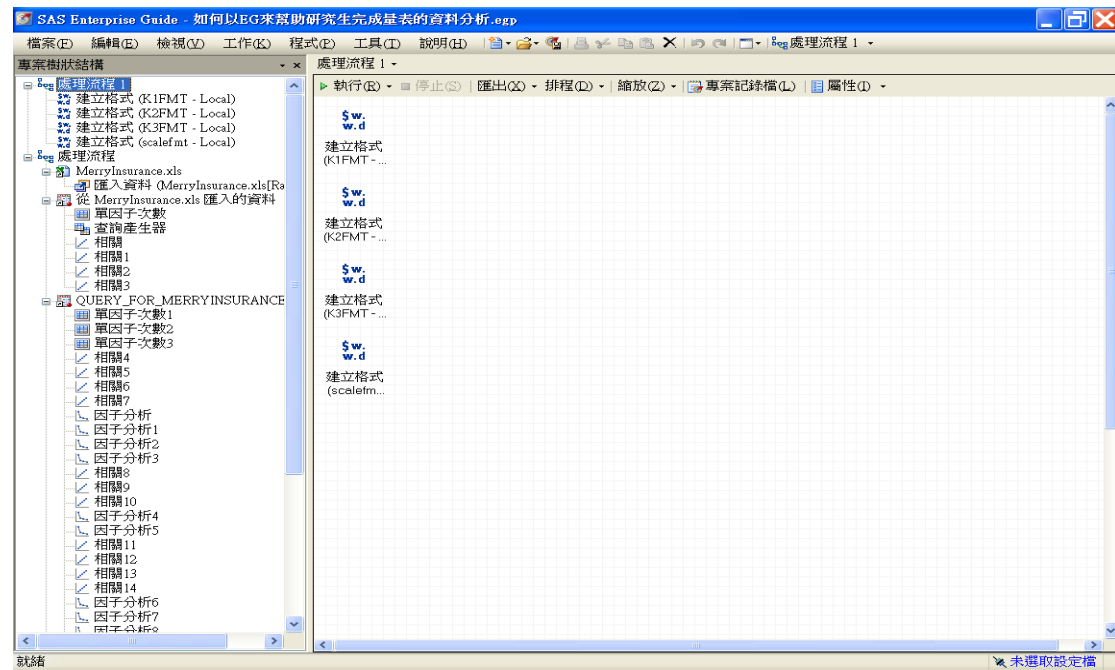 SAS Enterprise Guide - 如何以EG來幫助研究生完成量表的資料分析.egp
檔案(F) 編輯(E) 檢視(V) 工作(K) 程式(P) 工具(T) 說明(H) 處理流程 1
專案樹狀結構
處理流程 1
建立格式 (K1FMT - Local)
建立格式 (K2FMT - Local)
建立格式 (K3FMT - Local)
建立格式 (scalefmt - Local)
處理流程
MerryInsurance.xls
匯入資料 (MerryInsurance.xls[Ra
從 MerryInsurance.xls 匯入的資料
單因子次數
查詢產生器
相關
相關1
相關2
相關3
QUERY_FOR_MERRYINSURANCE
單因子次數1
單因子次數2
單因子次數3
相關4
相關5
相關6
相關7
因子分析
因子分析1
因子分析2
因子分析3
相關8
相關9
相關10
因子分析4
因子分析5
相關11
相關12
相關13
相關14
因子分析6
因子分析7
因子分析8
處理流程 1
執行(R) 停止(S) 匯出(X) 排程(D) 縮放(Z) 專案記錄檔(L) 屬性(I)
$w.
w.d
建立格式
(K1FMT - ...
$w.
w.d
建立格式
(K2FMT - ...
$w.
w.d
建立格式
(K3FMT - ...
$w.
w.d
建立格式
(scalefm...
就緒
未選取設定檔